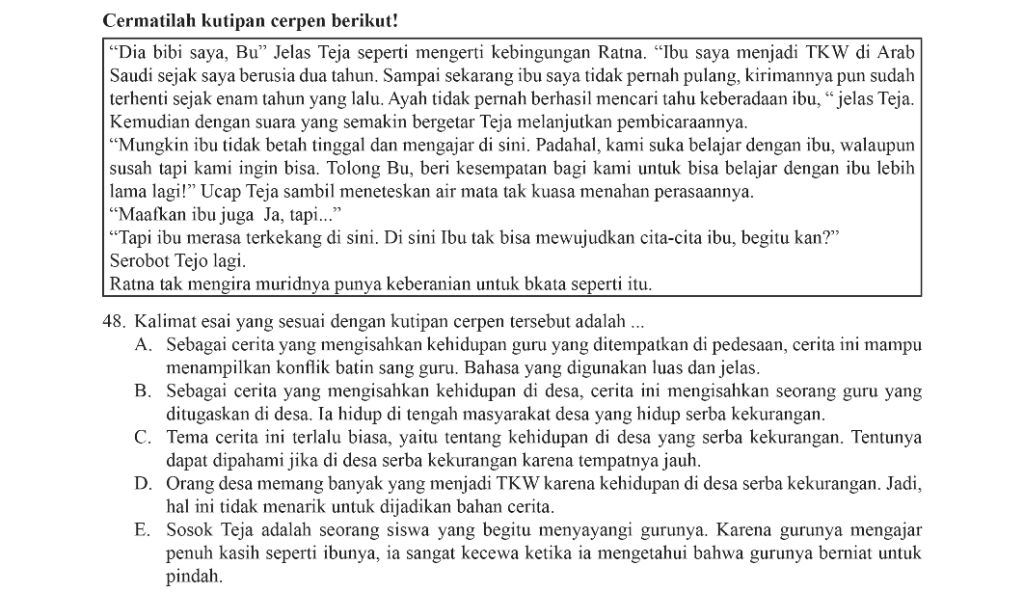 Cermatilah kutipan cerpen berikut!
“Dia bibi saya, Bu” Jelas Teja seperti mengerti kebingungan Ratna. “Ibu saya menjadi TKW di Arab
Saudi sejak saya berusia dua tahun. Sampai sekarang ibu saya tidak pernah pulang, kirimannya pun sudah
terhenti sejak enam tahun yang lalu. Ayah tidak pernah berhasil mencari tahu keberadaan ibu, “ jelas Teja.
Kemudian dengan suara yang semakin bergetar Teja melanjutkan pembicaraannya.
“Mungkin ibu tidak betah tinggal dan mengajar di sini. Padahal, kami suka belajar dengan ibu, walaupun
susah tapi kami ingin bisa. Tolong Bu, beri kesempatan bagi kami untuk bisa belajar dengan ibu lebih
lama lagi!” Ucap Teja sambil meneteskan air mata tak kuasa menahan perasaannya.
“Maafkan ibu juga Ja, tapi...”
“Tapi ibu merasa terkekang di sini. Di sini Ibu tak bisa mewujudkan cita-cita ibu, begitu kan?”
Serobot Tejo lagi.
Ratna tak mengira muridnya punya keberanian untuk bkata seperti itu.
48. Kalimat esai yang sesuai dengan kutipan cerpen tersebut adalah ...
A. Sebagai cerita yang mengisahkan kehidupan guru yang ditempatkan di pedesaan, cerita ini mampu
menampilkan konflik batin sang guru. Bahasa yang digunakan luas dan jelas.
B. Sebagai cerita yang mengisahkan kehidupan di desa, cerita ini mengisahkan seorang guru yang
ditugaskan di desa. Ia hidup di tengah masyarakat desa yang hidup serba kekurangan.
C. Tema cerita ini terlalu biasa, yaitu tentang kehidupan di desa yang serba kekurangan. Tentunya
dapat dipahami jika di desa serba kekurangan karena tempatnya jauh.
D. Orang desa memang banyak yang menjadi TKW karena kehidupan di desa serba kekurangan. Jadi,
hal ini tidak menarik untuk dijadikan bahan cerita.
E. Sosok Teja adalah seorang siswa yang begitu menyayangi gurunya. Karena gurunya mengajar
penuh kasih seperti ibunya, ia sangat kecewa ketika ia mengetahui bahwa gurunya berniat untuk
pindah.